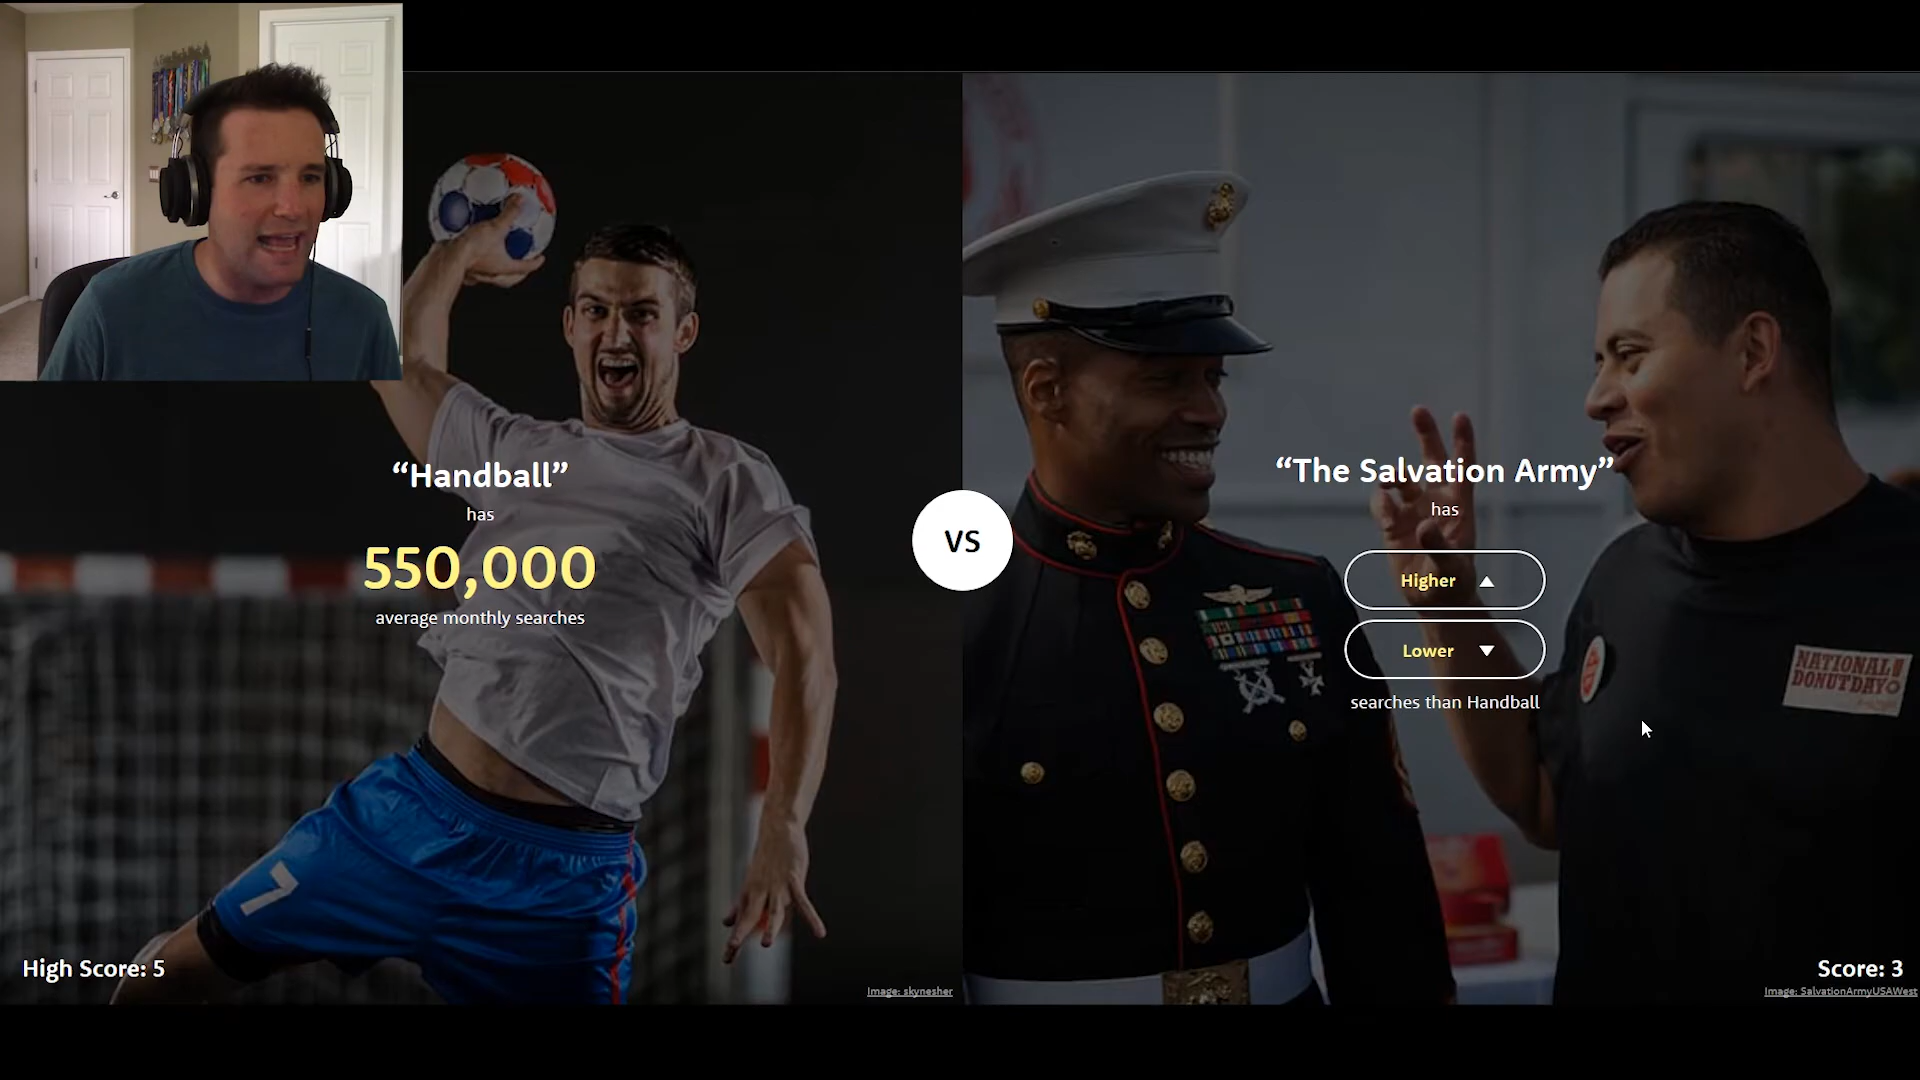 “Handball”
has
550,000
average monthly searches
VS
“The Salvation Army”
has
Higher ▲
Lower ▼
searches than Handball
NATIONAL
DONUT DAY
7
High Score: 5
Image: skynesher
Score: 3
Image: SalvationArmyUSAWest